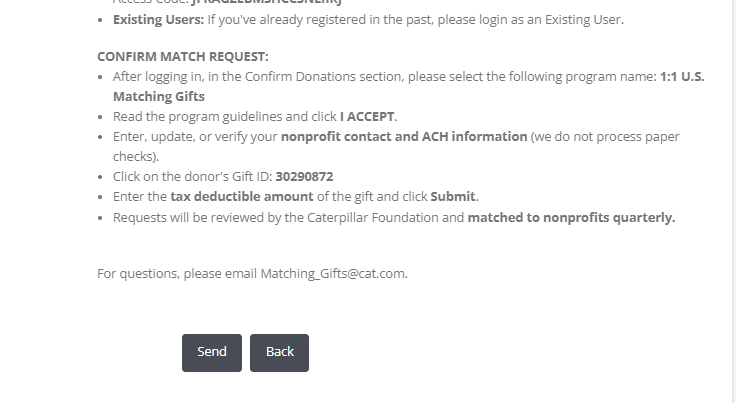 • Existing Users: If you've already registered in the past, please login as an Existing User.
CONFIRM MATCH REQUEST:
• After logging in, in the Confirm Donations section, please select the following program name: 1:1 U.S.
Matching Gifts
• Read the program guidelines and click I ACCEPT.
• Enter, update, or verify your nonprofit contact and ACH information (we do not process paper
checks).
• Click on the donor's Gift ID: 30290872
• Enter the tax deductible amount of the gift and click Submit.
• Requests will be reviewed by the Caterpillar Foundation and matched to nonprofits quarterly.
For questions, please email Matching_Gifts@cat.com.
Send Back